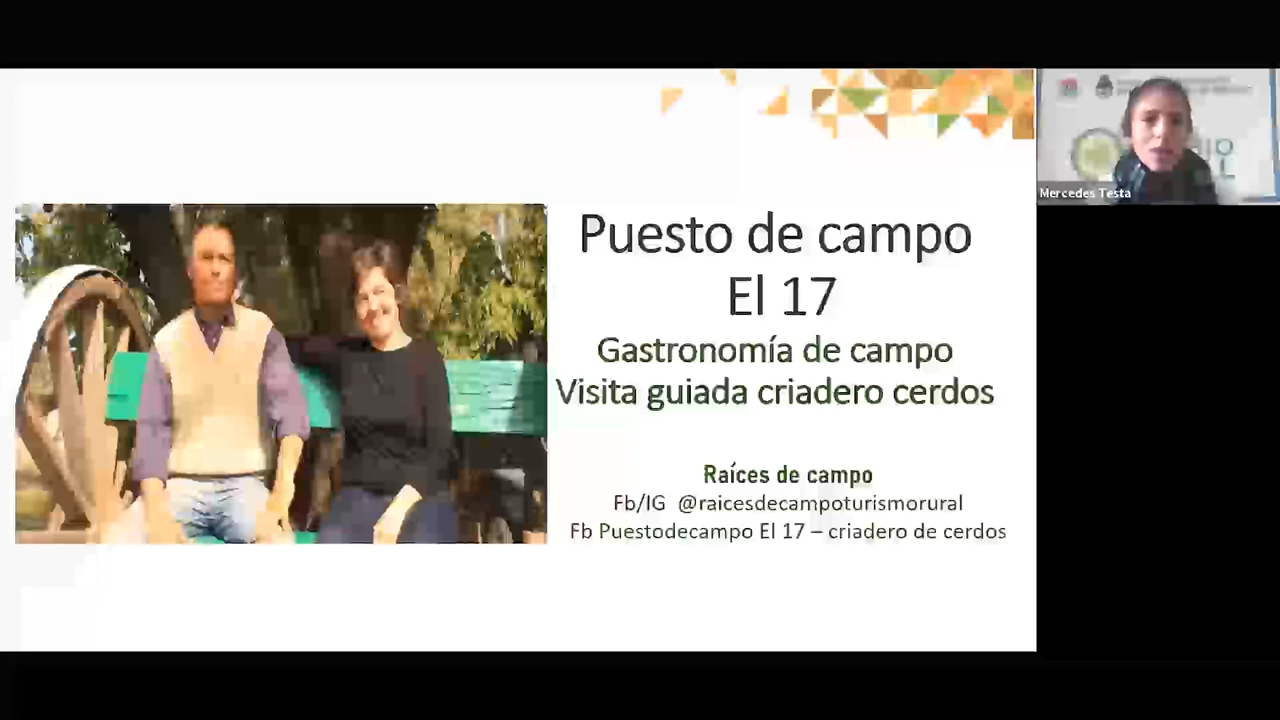 Puesto de campo
El 17
Gastronomía de campo
Visita guiada criadero cerdos
Raíces de campo
Fb/IG @raicesdecampoturismorural
Fb Puestodecampo El 17 – criadero de cerdos
Mercedes Testa